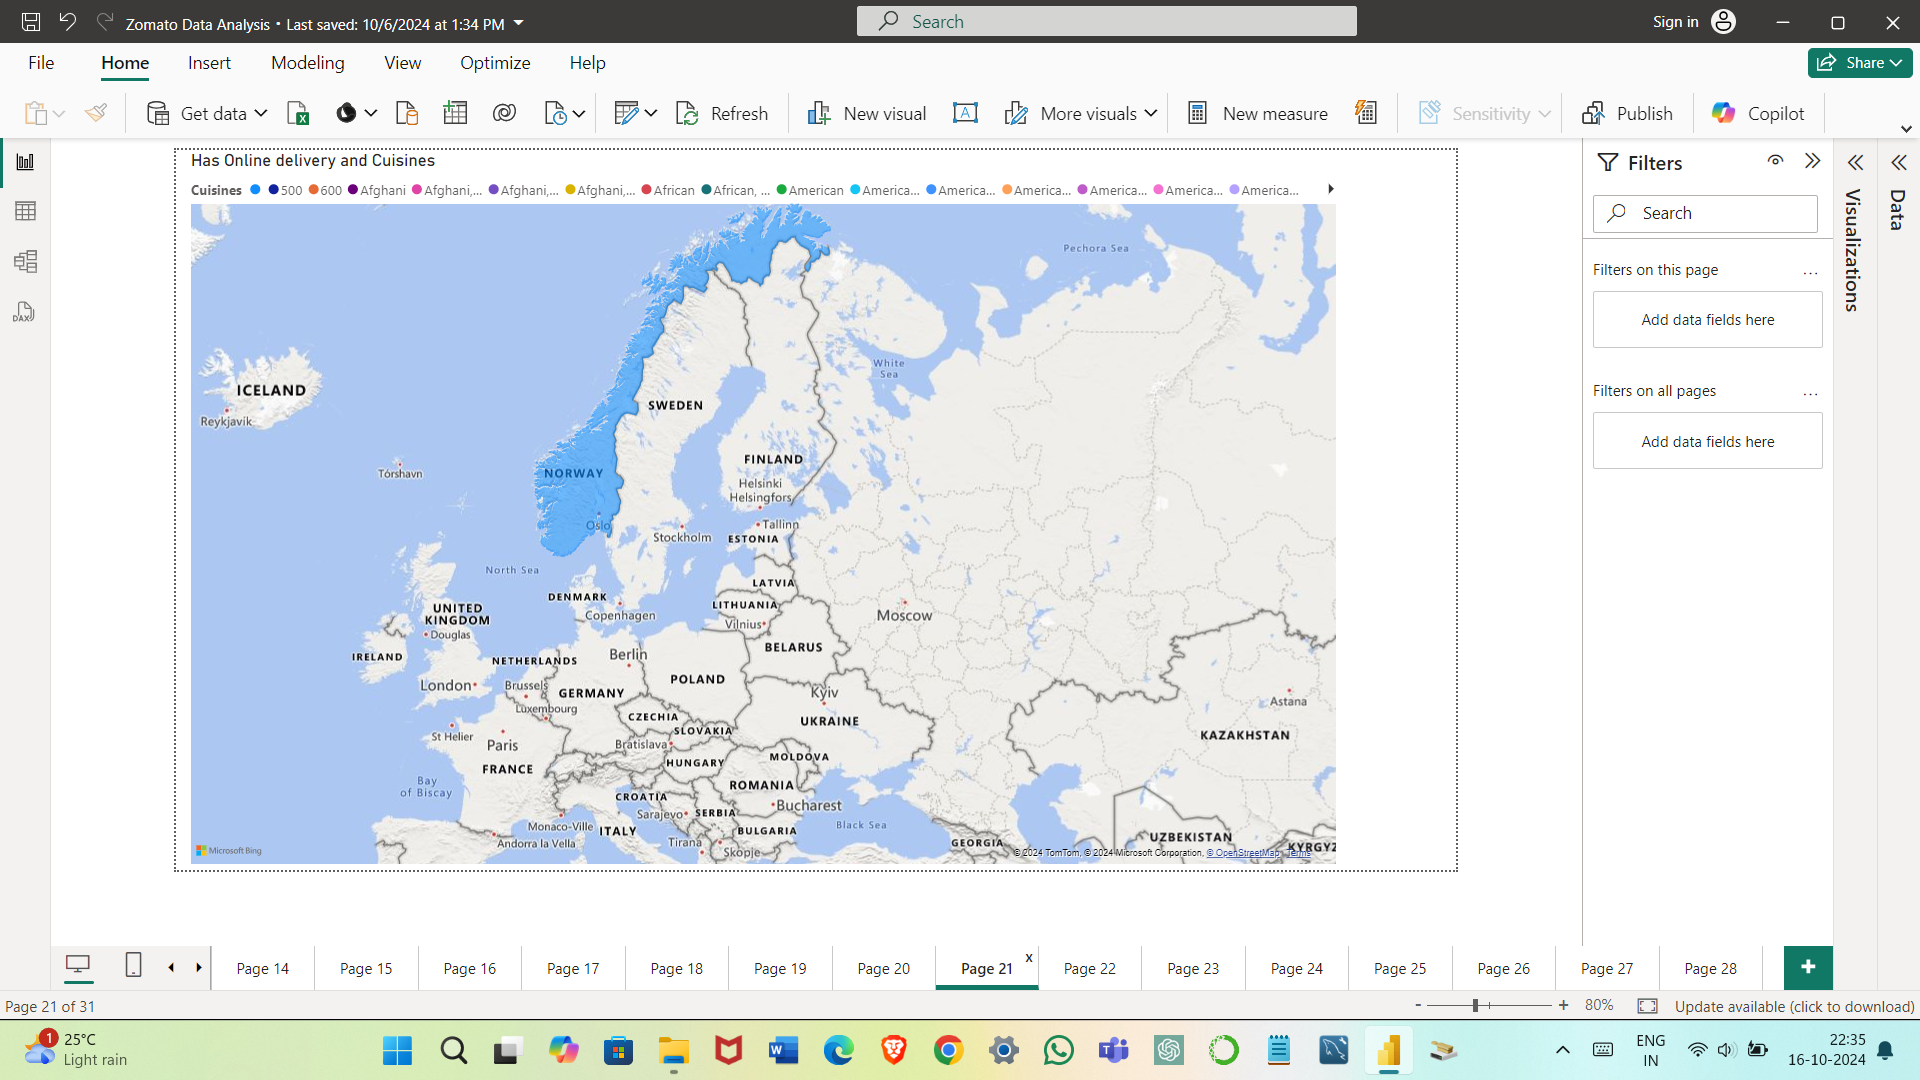 Zomato Data Analysis • Last saved: 10/6/2024 at 1:34 PM
Search
Sign in
File
Home
Insert
Modeling
View
Optimize
Help
Share
Get data
Refresh
New visual
More visuals
New measure
Sensitivity
Publish
Copilot
Has Online delivery and Cuisines
Cuisines 500 600 Afghani Afghani,... Afghani,... Afghani,... African African, ... American America... America... America... America... America... America...
Pechora Sea
White
Sea
ICELAND
Reykjavik
SWEDEN
Tórshavn
NORWAY
FINLAND
Helsinki
Helsingfors
Oslo
Tallinn
Stockholm
ESTONIA
North Sea
LATVIA
DENMARK
LITHUANIA
UNITED
KINGDOM
Copenhagen
Vilnius
Moscow
Douglas
BELARUS
IRELAND
NETHERLANDS
Berlin
London
Brussels
GERMANY
POLAND
Kyiv
Luxembourg
Astana
CZECHIA
UKRAINE
St Helier
Paris
SLOVAKIA
KAZAKHSTAN
Bratislava
HUNGARY
MOLDOVA
FRANCE
Bay
of Biscay
ROMANIA
CROATIA
Bucharest
Sarajevo
SERBIA
Black Sea
Monaco-Ville
ITALY
BULGARIA
UZBEKISTAN
Andorra la Vella
Tirana
GEORGIA
KYRGYZ
Skopje
Microsoft Bing
© 2024 TomTom, © 2024 Microsoft Corporation, © OpenStreetMap Terms
Filters
Search
Filters on this page
...
Add data fields here
Filters on all pages
...
Add data fields here
Visualizations
Data
DAX
Page 14
Page 15
Page 16
Page 17
Page 18
Page 19
Page 20
Page 21
x
Page 22
Page 23
Page 24
Page 25
Page 26
Page 27
Page 28
+
Page 21 of 31
- + 80%
Update available (click to download)
1
25°C
Light rain
ENG
IN
22:35
16-10-2024